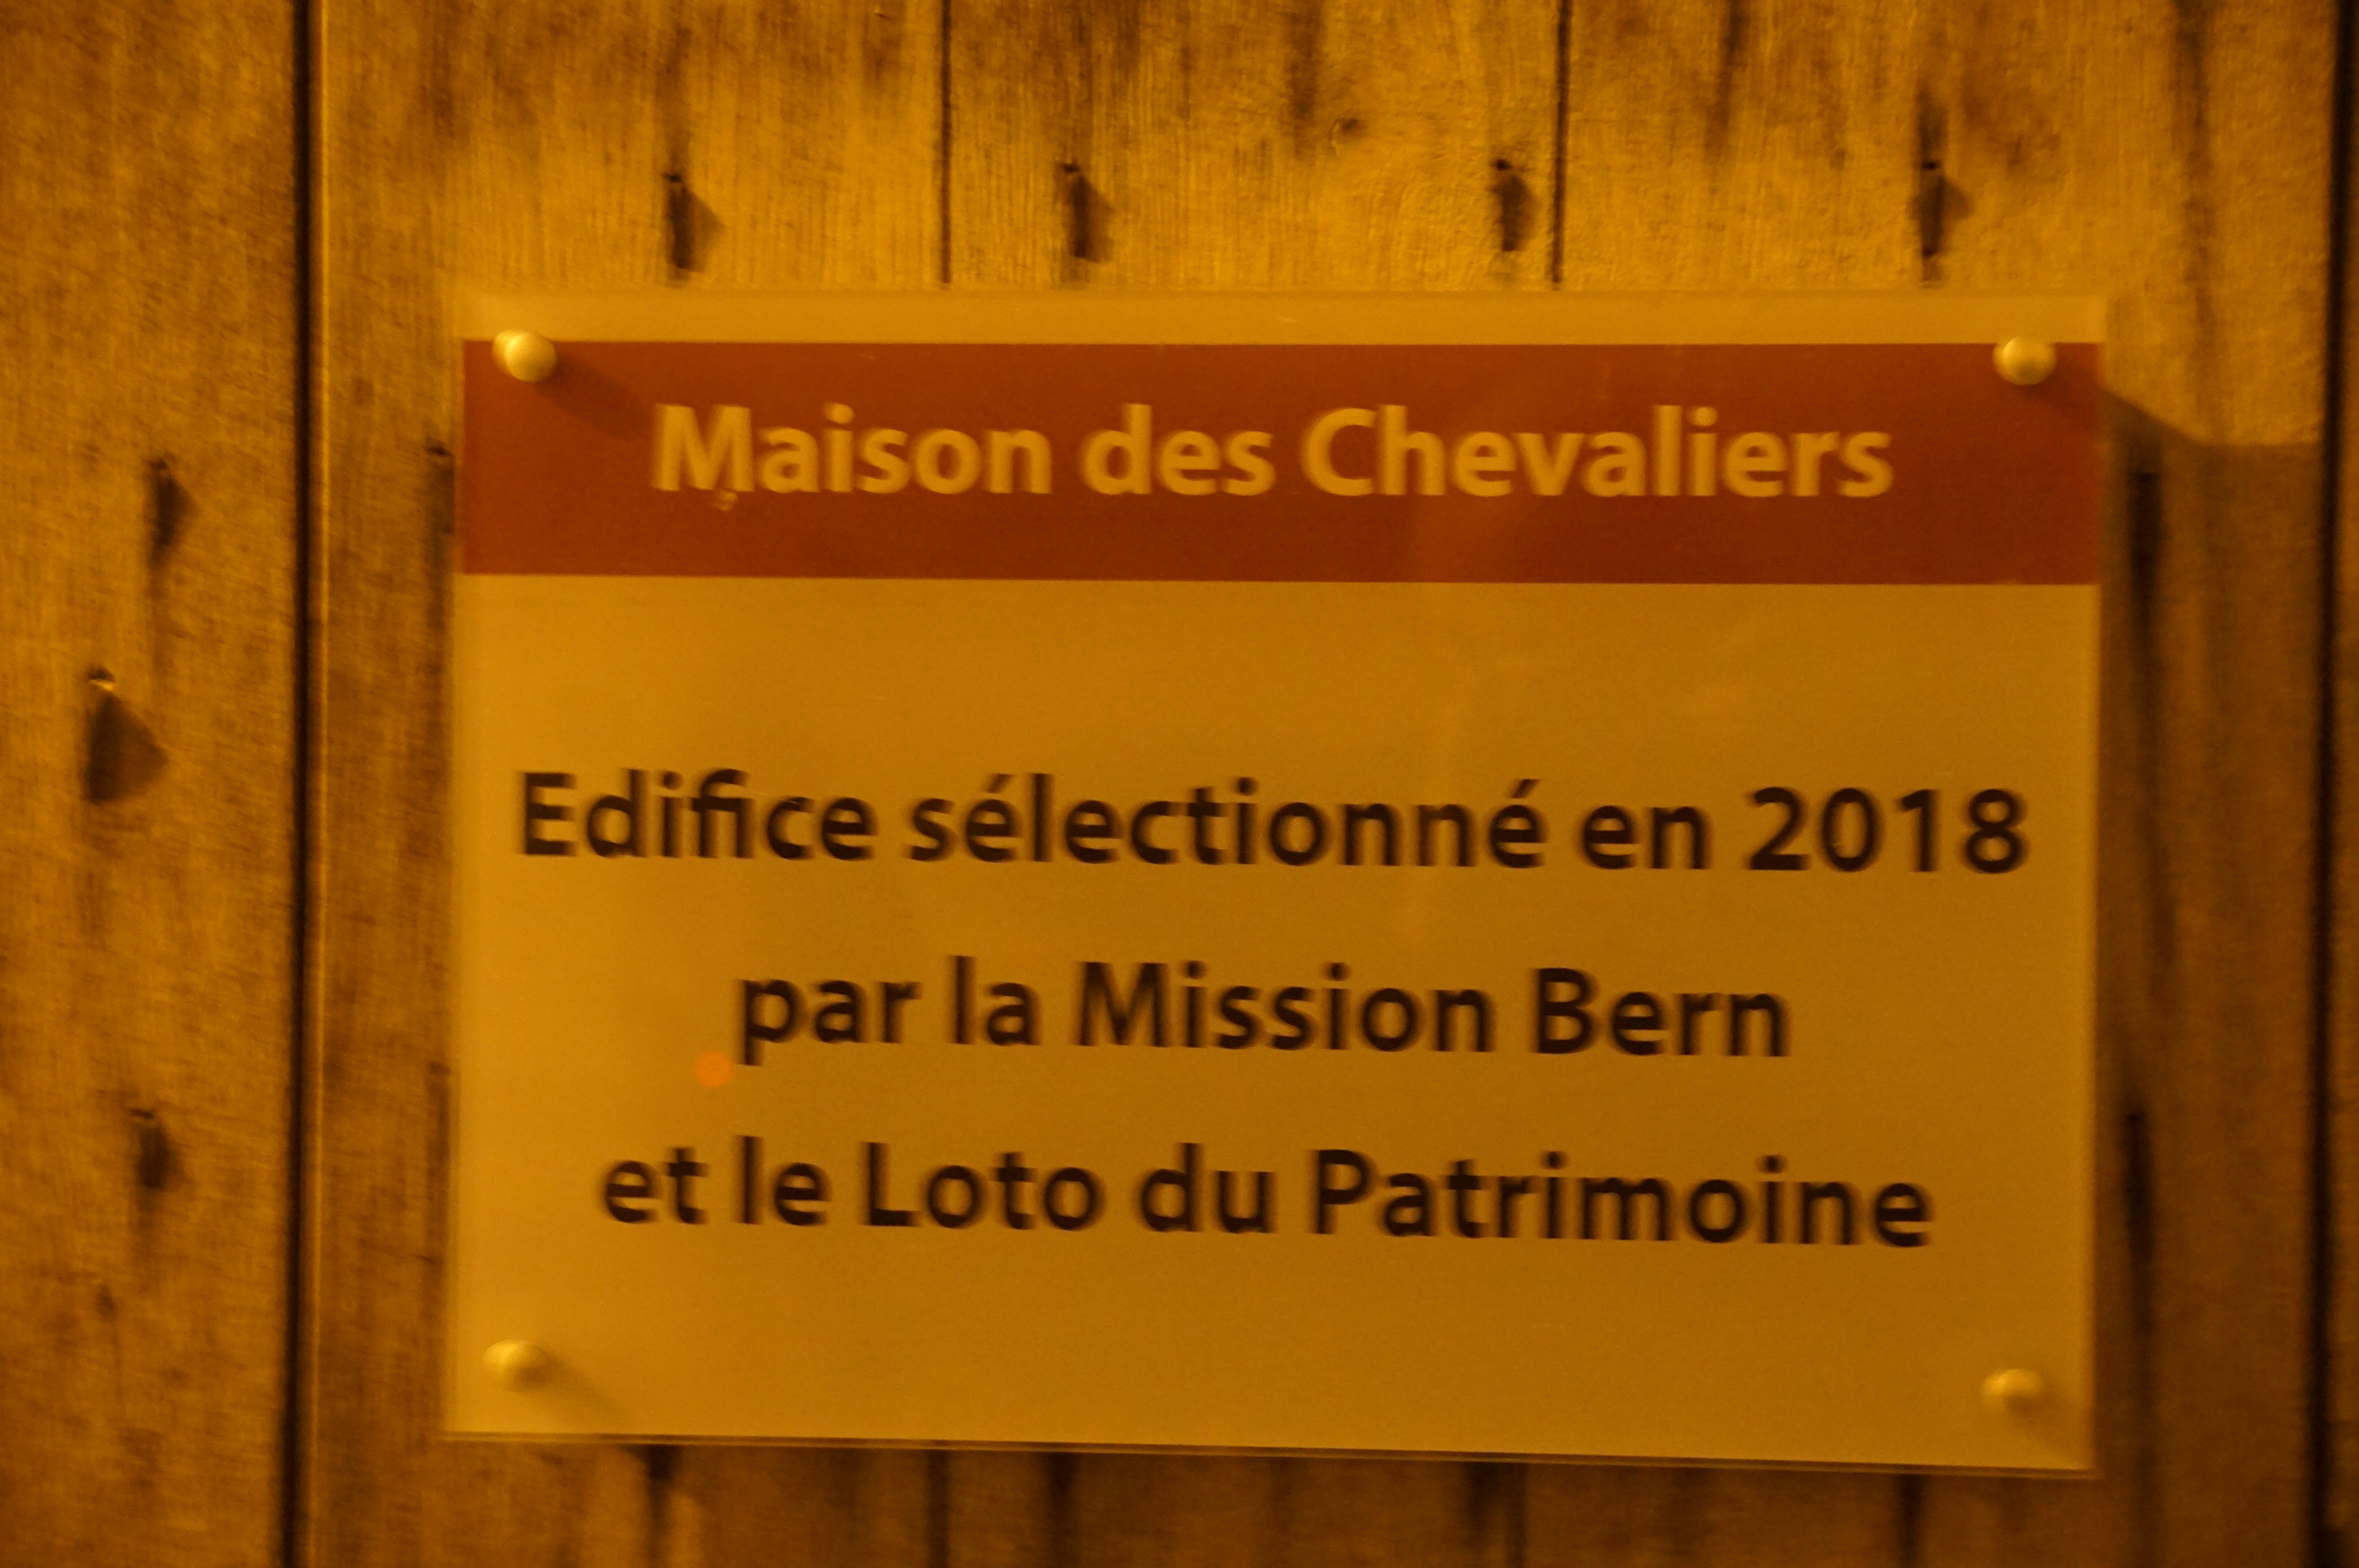 Maison des Chevaliers
Edifice sélectionné en 2018
par la Mission Bern
et le Loto du Patrimoine